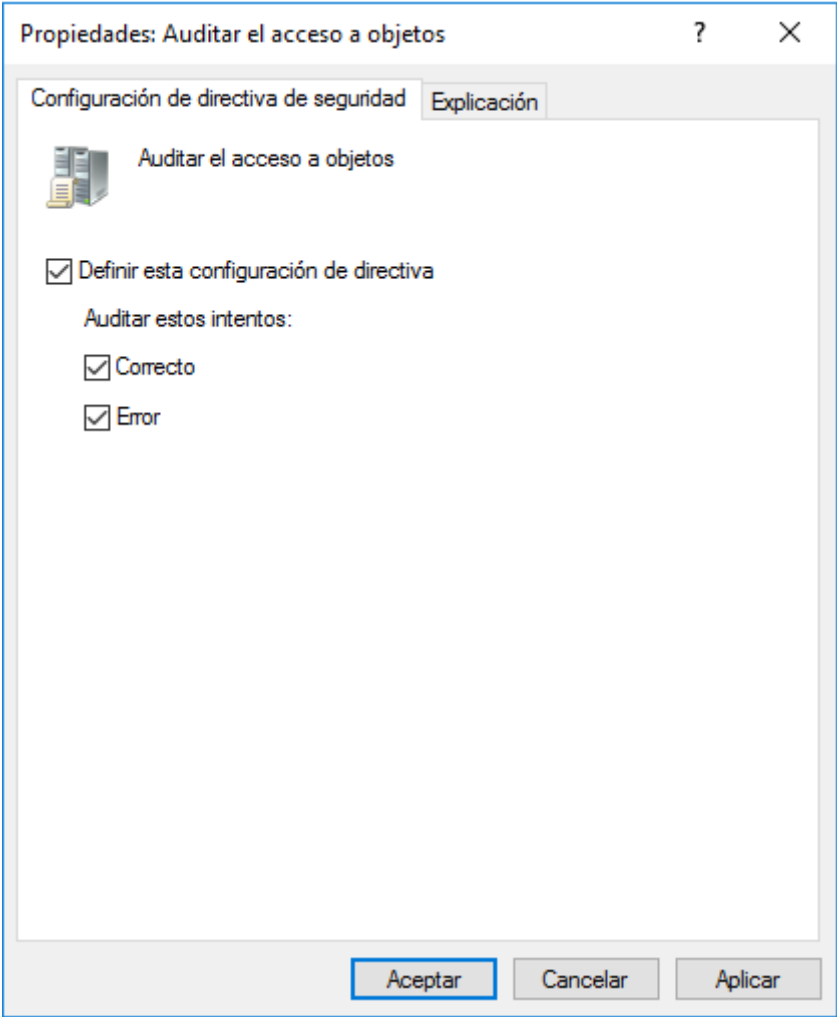 Propiedades: Auditar el acceso a objetos ?
Configuración de directiva de seguridad Explicación
Auditar el acceso a objetos
Definir esta configuración de directiva
Auditar estos intentos:
Correcto
Error
Aceptar Cancelar Aplicar